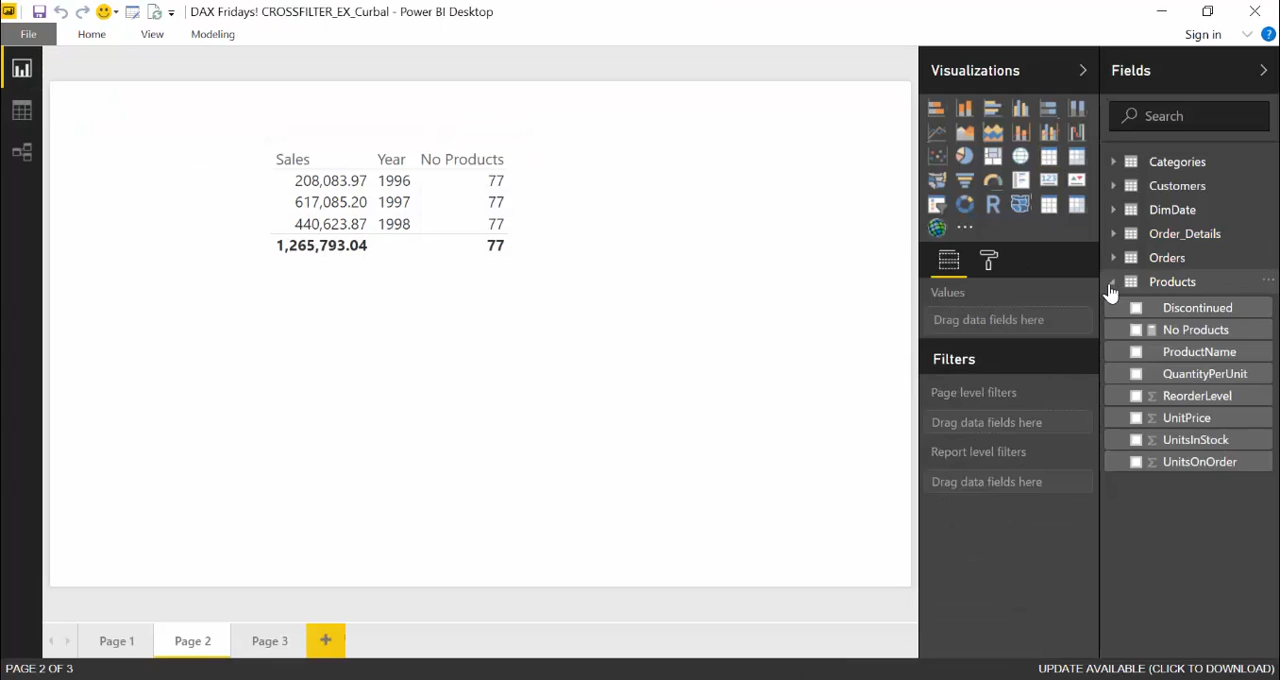 DAX Fridays! CROSSFILTER_EX_Curbal - Power BI Desktop
File Home View Modeling Sign in ?
Visualizations
Fields
Search
Sales Year No Products
208,083.97 1996 77
617,085.20 1997 77
440,623.87 1998 77
1,265,793.04 77
R
123
Values
Drag data fields here
Filters
Page level filters
Drag data fields here
Report level filters
Drag data fields here
Categories
Customers
DimDate
Order_Details
Orders
Products
Discontinued
No Products
ProductName
QuantityPerUnit
Σ ReorderLevel
Σ UnitPrice
Σ UnitsInStock
Σ UnitsOnOrder
Page 1 Page 2 Page 3 +
PAGE 2 OF 3 UPDATE AVAILABLE (CLICK TO DOWNLOAD)